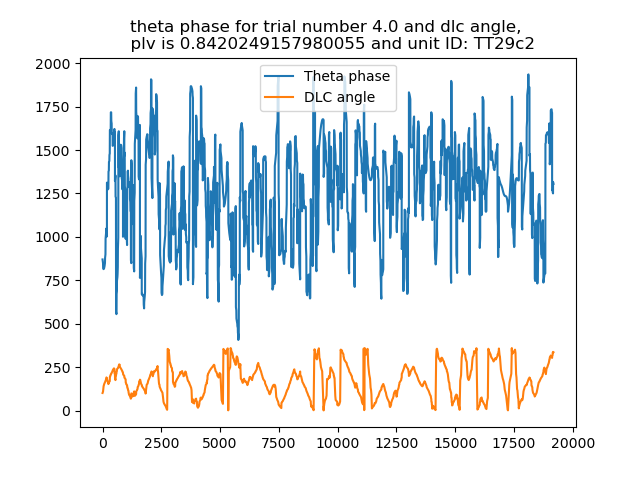 theta phase for trial number 4.0 and dlc angle,
plv is 0.8420249157980055 and unit ID: TT29c2
Theta phase
DLC angle
2000
1750
1500
1250
1000
750
500
250
0
0 2500 5000 7500 10000 12500 15000 17500 20000